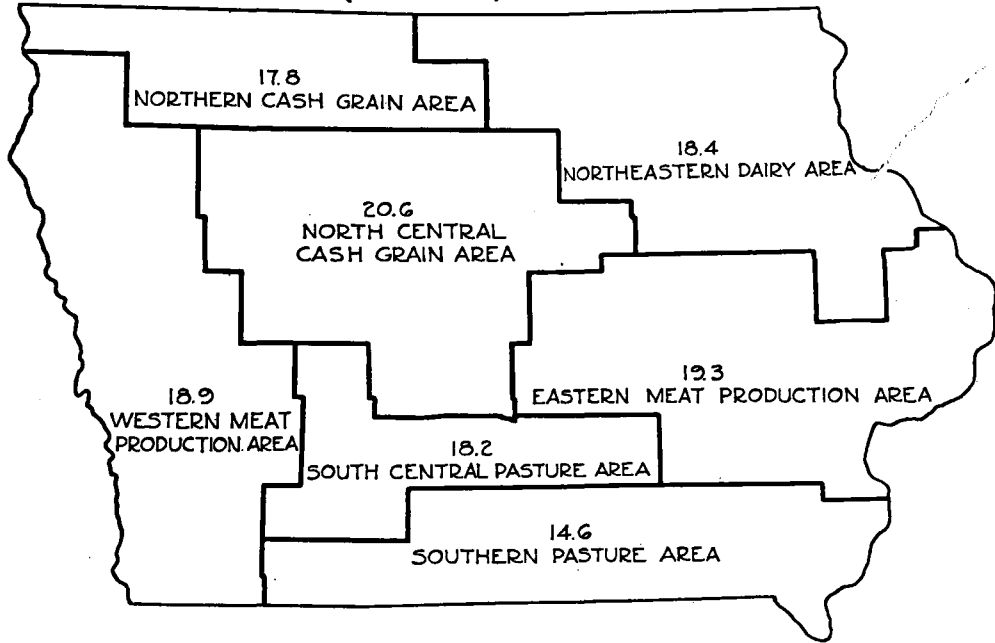 17.8
NORTHERN CASH GRAIN AREA
18.4
NORTHEASTERN DAIRY AREA
20.6
NORTH CENTRAL
CASH GRAIN AREA
19.3
EASTERN MEAT PRODUCTION AREA
18.9
WESTERN MEAT
PRODUCTION AREA
18.2
SOUTH CENTRAL PASTURE AREA
14.6
SOUTHERN PASTURE AREA